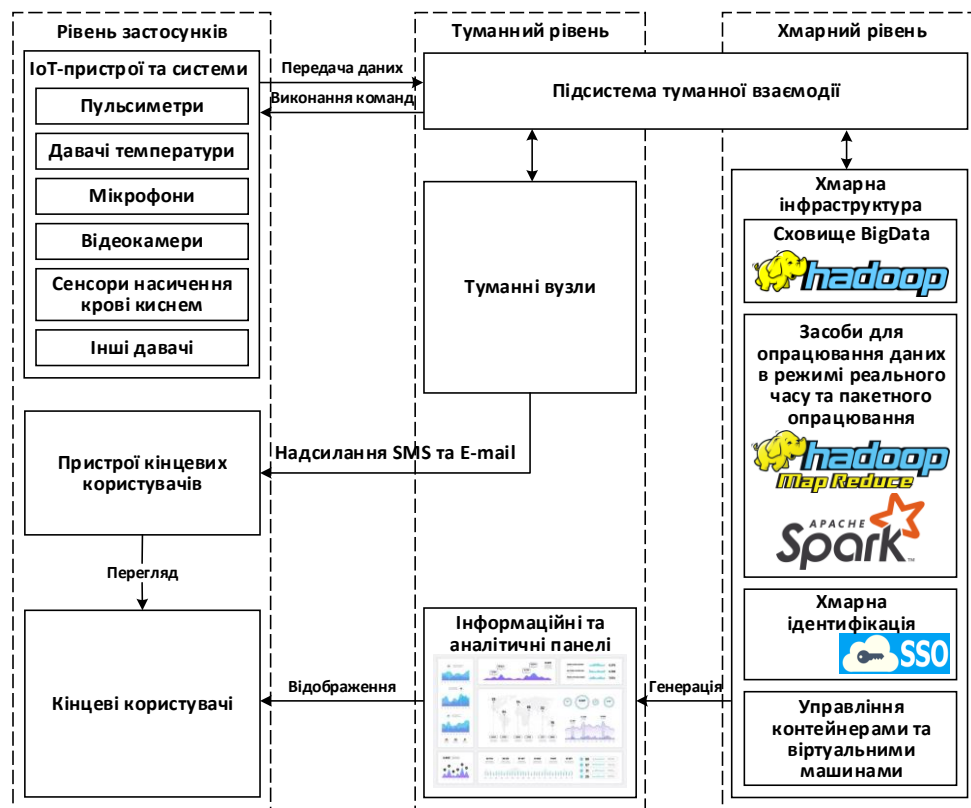 Рівень застосунків
IoT-пристрої та системи
Пульсиметри
Давачі температури
Мікрофони
Відеокамери
Сенсори насичення
крові киснем
Інші давачі
Передача даних
Виконання команд
Туманний рівень
Хмарний рівень
Підсистема туманної взаємодії
Туманні вузли
Хмарна
інфраструктура
Сховище BigData
hadoop
Засоби для
опрацювання даних
в режимі реального
часу та пакетного
опрацювання
hadoop
Map Reduce
APACHE
Spark
TM
Хмарна
ідентифікація
SSO
Управління
контейнерами та
віртуальними
машинами
Надсилання SMS та E-mail
Пристрої кінцевих
користувачів
Перегляд
Кінцеві користувачі
Відображення
Інформаційні та
аналітичні панелі
Генерація